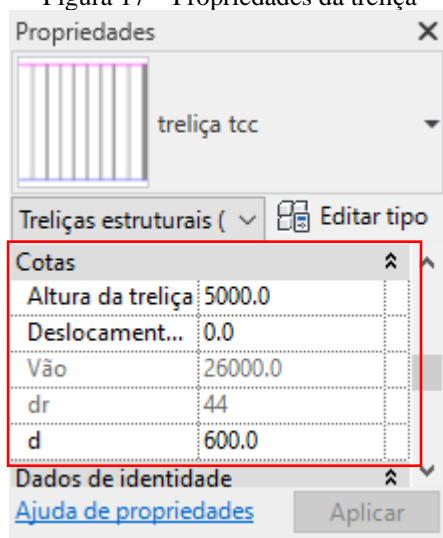 Figura 17 – Propriedades da treliça
Propriedades
treliça tcc
Treliças estruturais (
Editar tipo
Cotas
Altura da treliça 5000.0
Deslocament... 0.0
Vão 26000.0
dr 44
d 600.0
Dados de identidade
Ajuda de propriedades
Aplicar